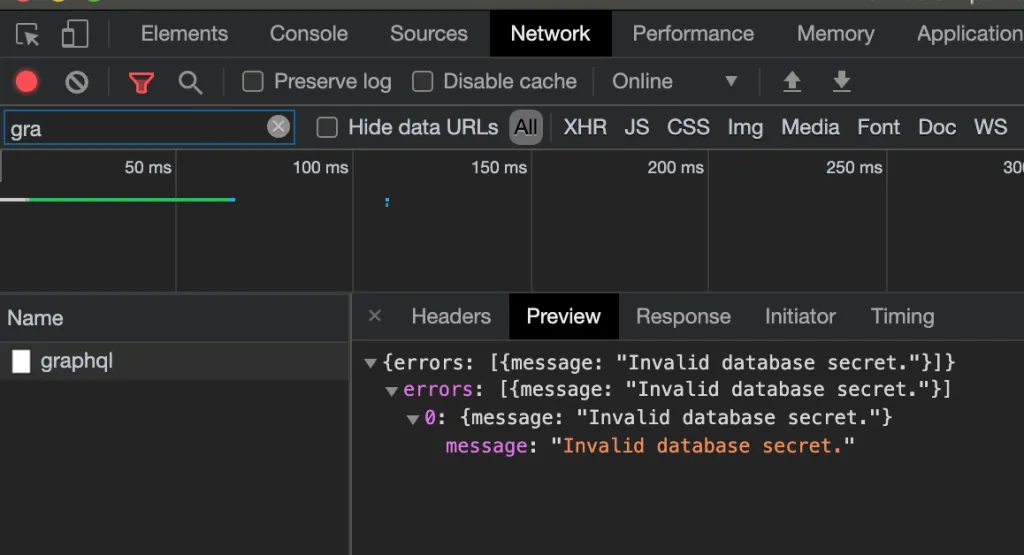 Elements Console Sources Network Performance Memory Application
Preserve log Disable cache Online
gra Hide data URLs All XHR JS CSS Img Media Font Doc WS
50 ms 100 ms 150 ms 200 ms 250 ms
Name Headers Preview Response Initiator Timing
graphql
{errors: [{message: "Invalid database secret."}]}
errors: [{message: "Invalid database secret."}]
0: {message: "Invalid database secret."}
message: "Invalid database secret."